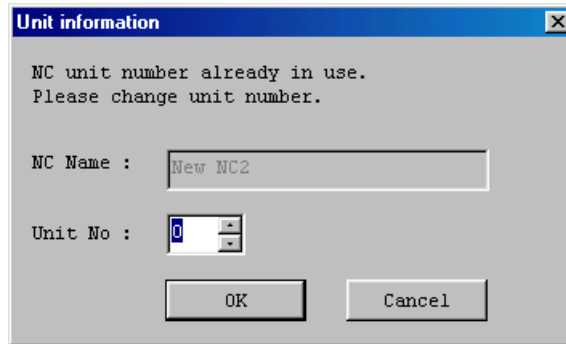 Unit information
NC unit number already in use.
Please change unit number.
NC Name :
New NC2
Unit No :
0
OK
Cancel